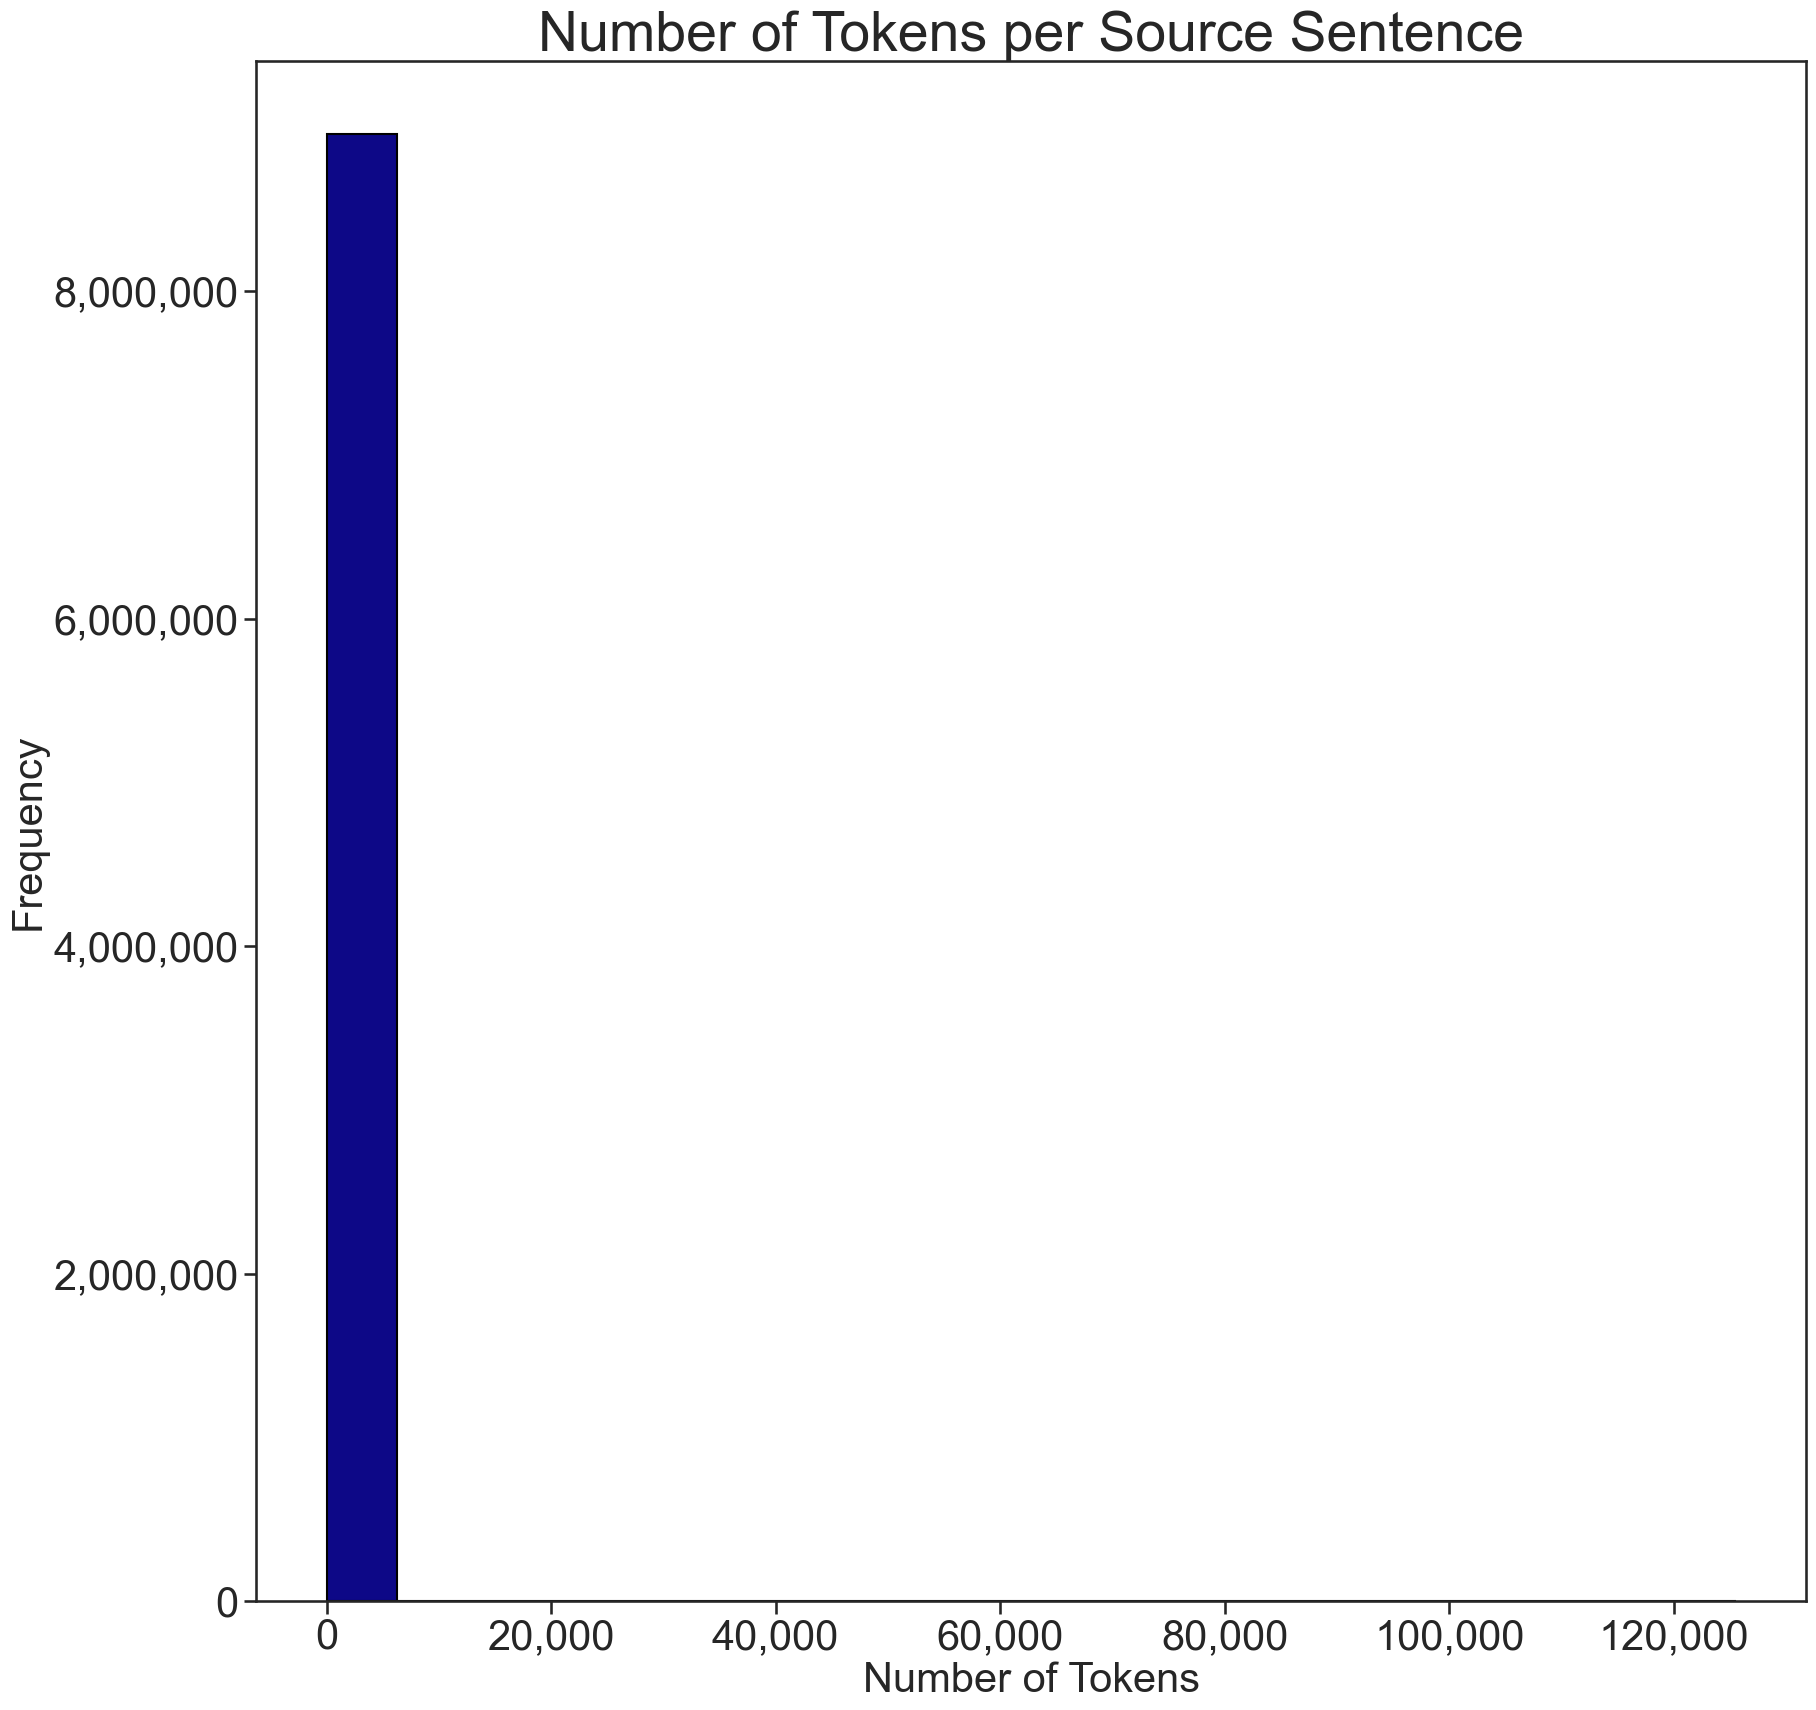 Number of Tokens per Source Sentence
8,000,000
6,000,000
4,000,000
2,000,000
0
Frequency
0 20,000 40,000 60,000 80,000 100,000 120,000
Number of Tokens